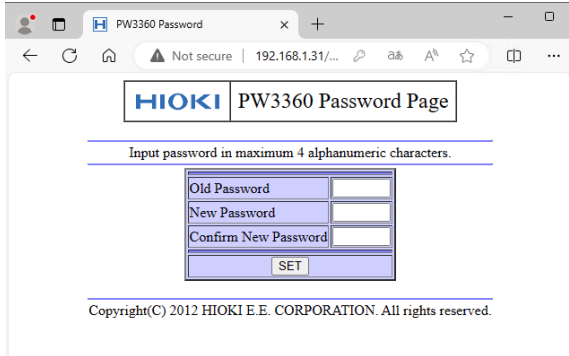 PW3360 Password
Not secure 192.168.1.31/...
HIOKI PW3360 Password Page
Input password in maximum 4 alphanumeric characters.
Old Password
New Password
Confirm New Password
SET
Copyright(C) 2012 HIOKI E.E. CORPORATION. All rights reserved.